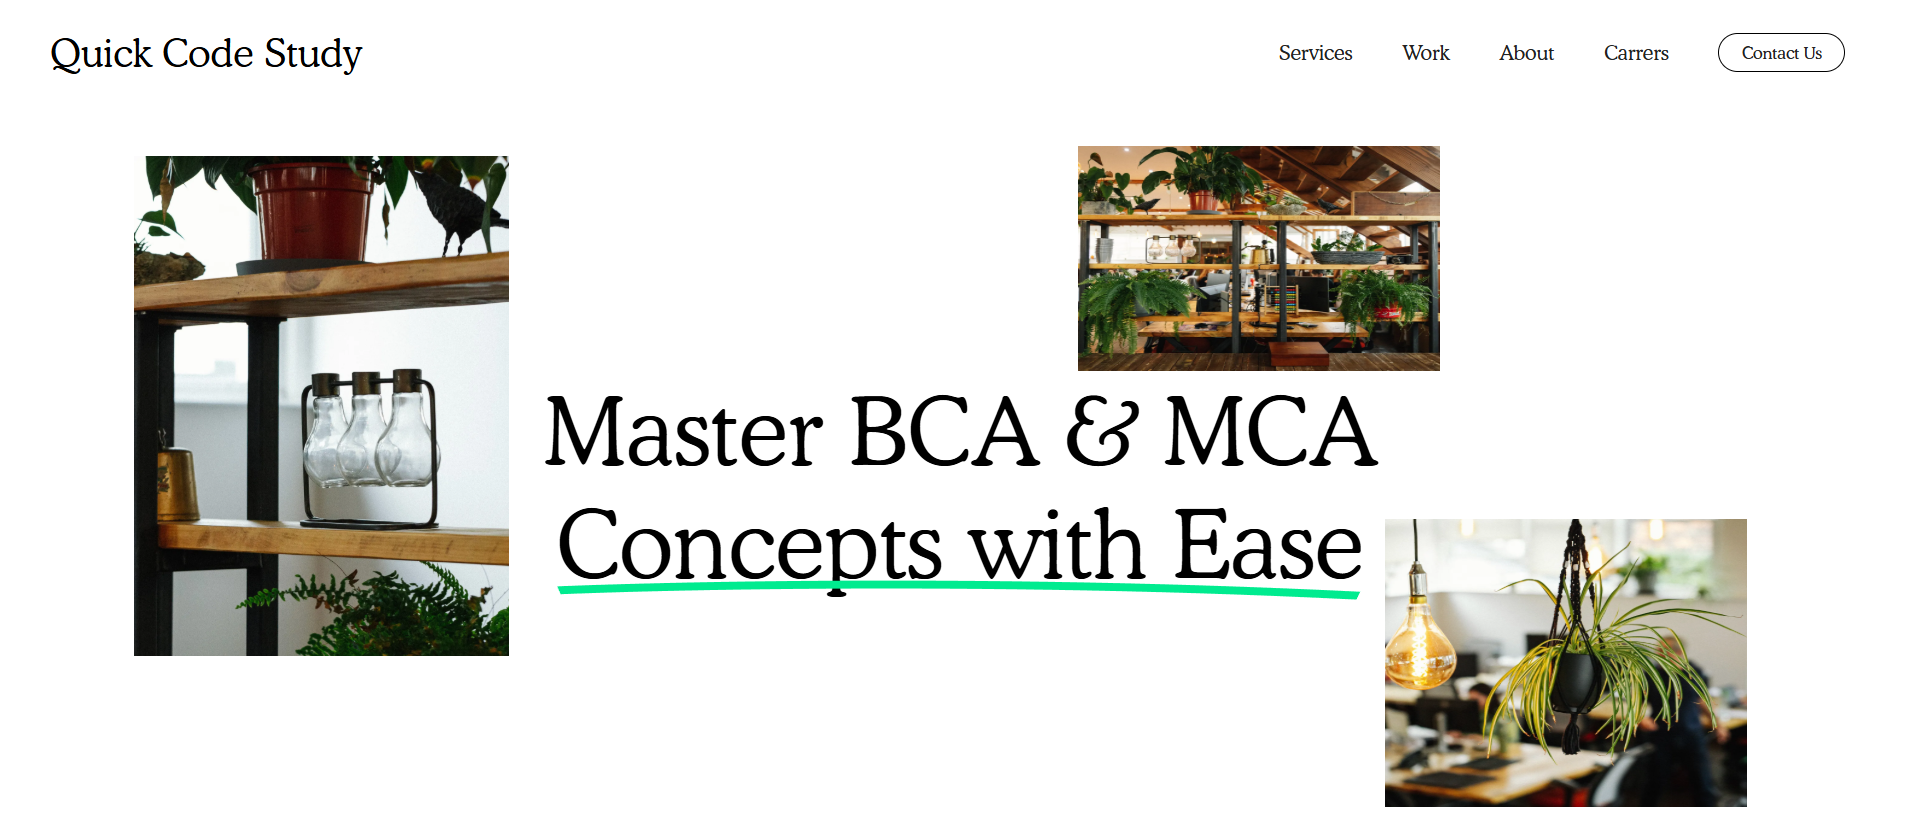 Quick Code Study
Services Work About Carrers Contact Us
Master BCA & MCA
Concepts with Ease